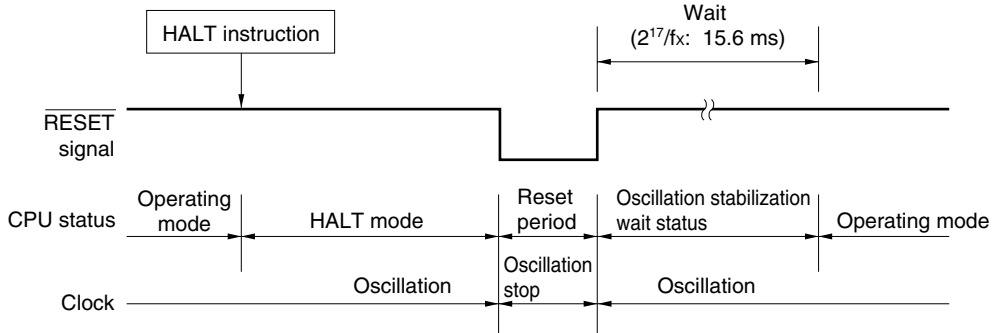 HALT instruction
Wait
(2¹⁷/fx: 15.6 ms)
RESET
signal
CPU status
Operating
mode
HALT mode
Reset
period
Oscillation stabilization
wait status
Operating mode
Clock
Oscillation
Oscillation
stop
Oscillation